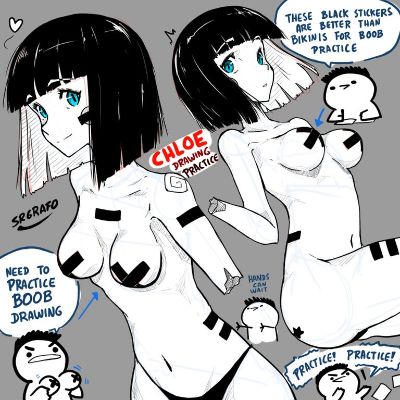 THESE BLACK STICKERS
ARE BETTER THAN
BIKINIS FOR BOOB
PRACTICE
CHLOE
DRAWING
PRACTICE
SRGRAFO
NEED TO
PRACTICE
BOOB
DRAWING
HANDS
CAN
WAIT
PRACTICE! PRACTICE!